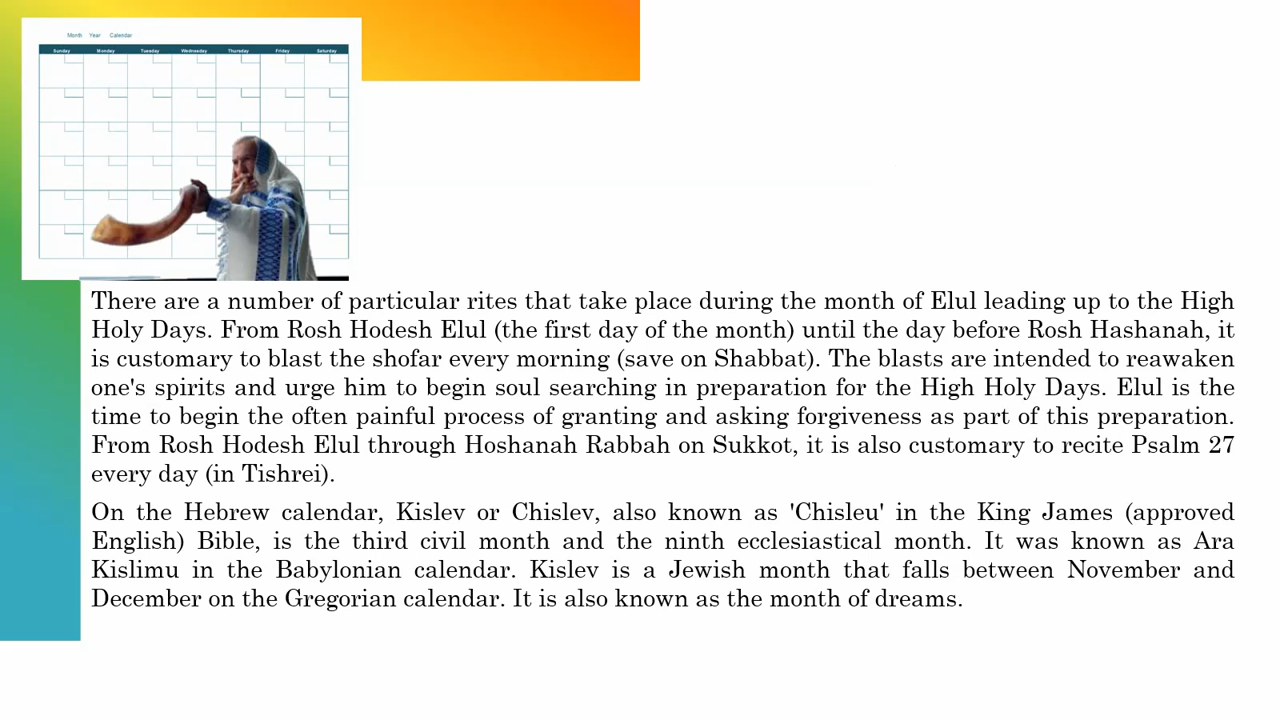 Month Year Calendar
Sunday Monday Tuesday Wednesday Thursday Friday Saturday
There are a number of particular rites that take place during the month of Elul leading up to the High
Holy Days. From Rosh Hodesh Elul (the first day of the month) until the day before Rosh Hashanah, it
is customary to blast the shofar every morning (save on Shabbat). The blasts are intended to reawaken
one's spirits and urge him to begin soul searching in preparation for the High Holy Days. Elul is the
time to begin the often painful process of granting and asking forgiveness as part of this preparation.
From Rosh Hodesh Elul through Hoshanah Rabbah on Sukkot, it is also customary to recite Psalm 27
every day (in Tishrei).
On the Hebrew calendar, Kislev or Chislev, also known as 'Chisleu' in the King James (approved
English) Bible, is the third civil month and the ninth ecclesiastical month. It was known as Ara
Kislimu in the Babylonian calendar. Kislev is a Jewish month that falls between November and
December on the Gregorian calendar. It is also known as the month of dreams.